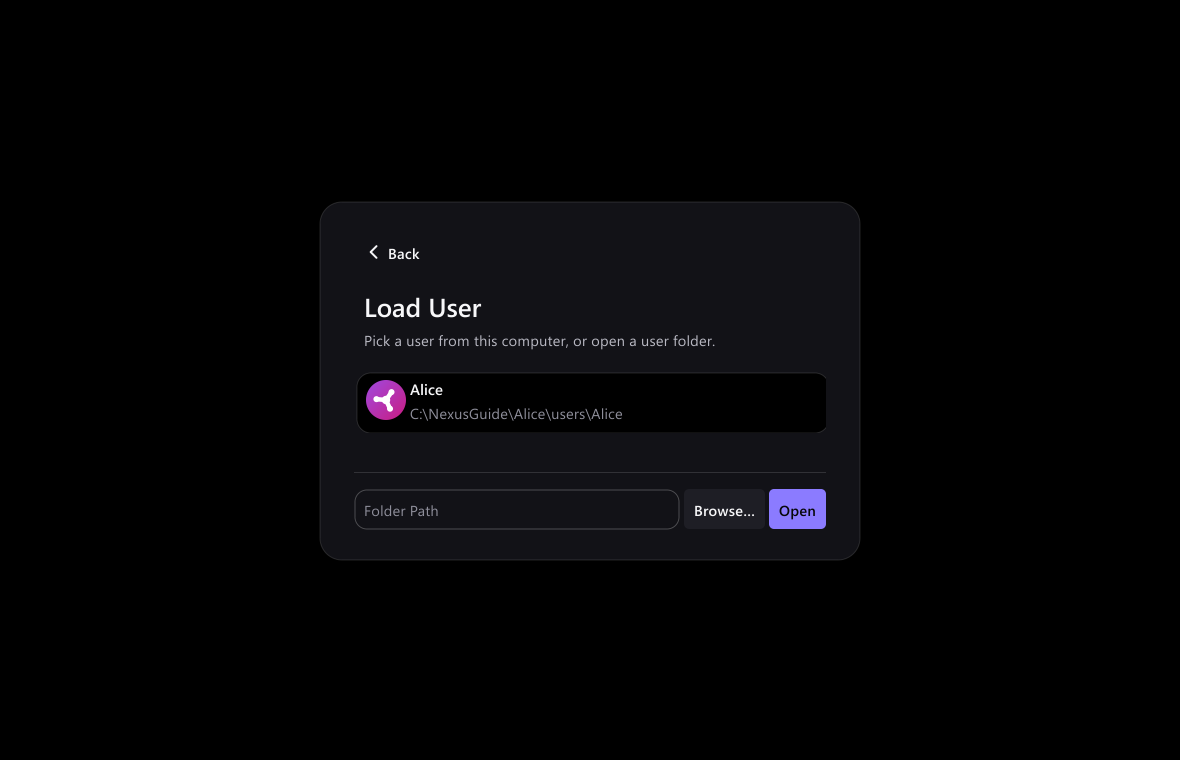 Back
Load User
Pick a user from this computer, or open a user folder.
Alice
C:\NexusGuide\Alice\users\Alice
Folder Path
Browse...
Open